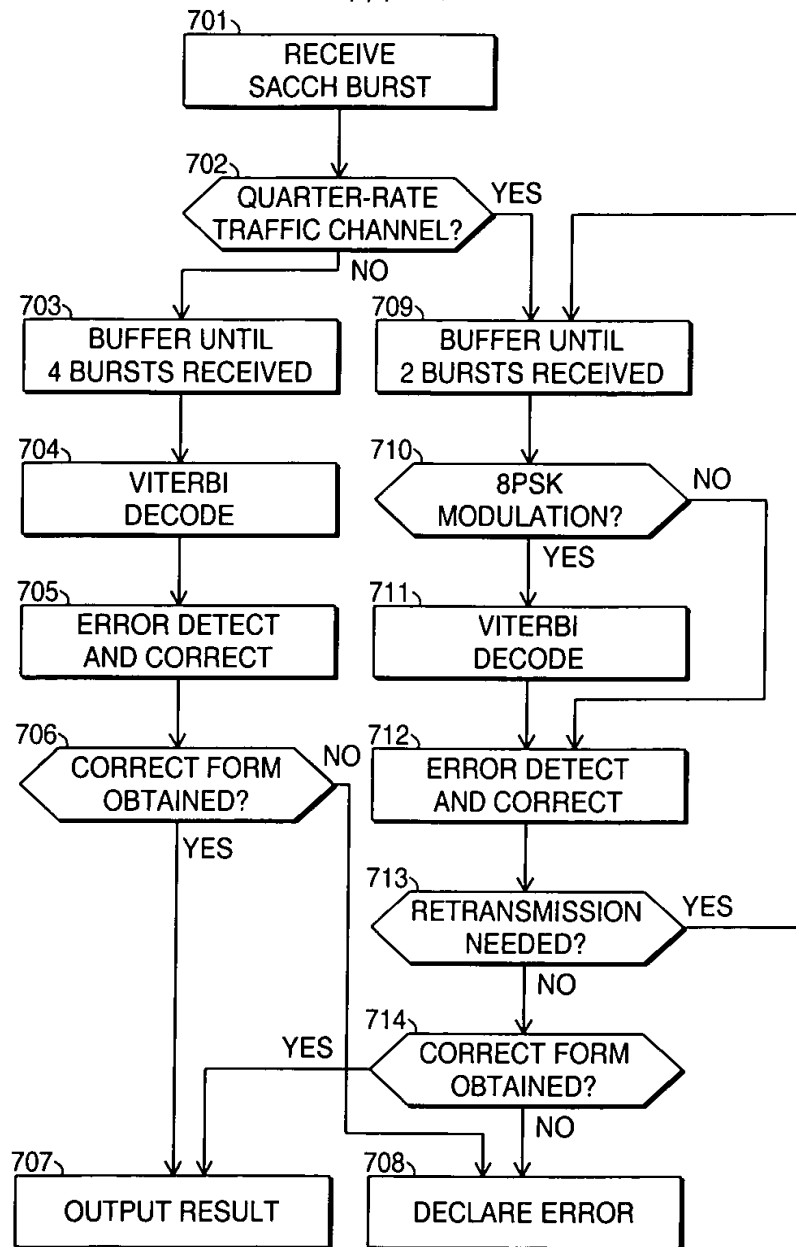 701
RECEIVE
SACCH BURST
702
QUARTER-RATE
TRAFFIC CHANNEL?
YES
NO
703
BUFFER UNTIL
4 BURSTS RECEIVED
709
BUFFER UNTIL
2 BURSTS RECEIVED
704
VITERBI
DECODE
710
8PSK
MODULATION?
NO
YES
705
ERROR DETECT
AND CORRECT
711
VITERBI
DECODE
706
CORRECT FORM
OBTAINED?
NO
YES
712
ERROR DETECT
AND CORRECT
713
RETRANSMISSION
NEEDED?
YES
NO
714
CORRECT FORM
OBTAINED?
YES
NO
707
OUTPUT RESULT
708
DECLARE ERROR